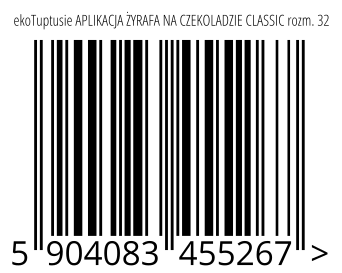 ekoTuptusie APLIKACJA ŻYRAFA NA CZEKOLADZIE CLASSIC rozm. 32
5 904083 455267 >